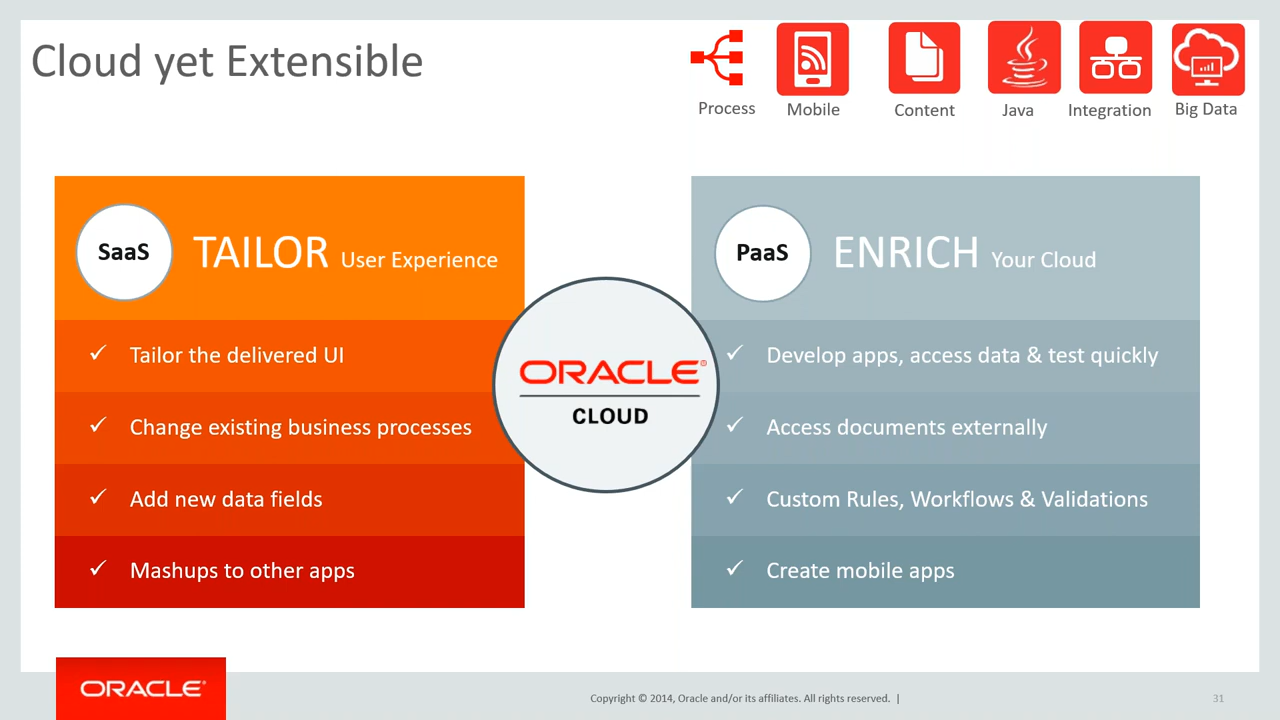 Cloud yet Extensible
Process
Mobile
Content
Java
Integration
Big Data
SaaS
TAILOR User Experience
Tailor the delivered UI
Change existing business processes
Add new data fields
Mashups to other apps
ORACLE®
CLOUD
PaaS
ENRICH Your Cloud
Develop apps, access data & test quickly
Access documents externally
Custom Rules, Workflows & Validations
Create mobile apps
ORACLE®
Copyright © 2014, Oracle and/or its affiliates. All rights reserved. |
31